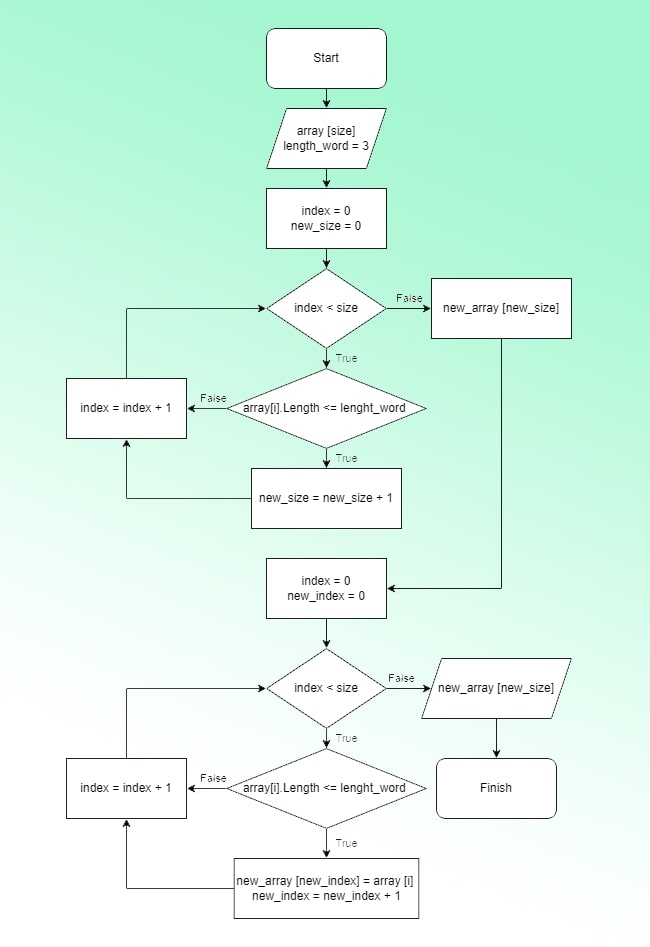 Start
array [size]
length_word = 3
index = 0
new_size = 0
index < size
False
new_array [new_size]
True
index = index + 1
False
array[i].Length <= lenght_word
True
new_size = new_size + 1
index = 0
new_index = 0
index < size
False
new_array [new_size]
True
index = index + 1
False
array[i].Length <= lenght_word
Finish
True
new_array [new_index] = array [i]
new_index = new_index + 1